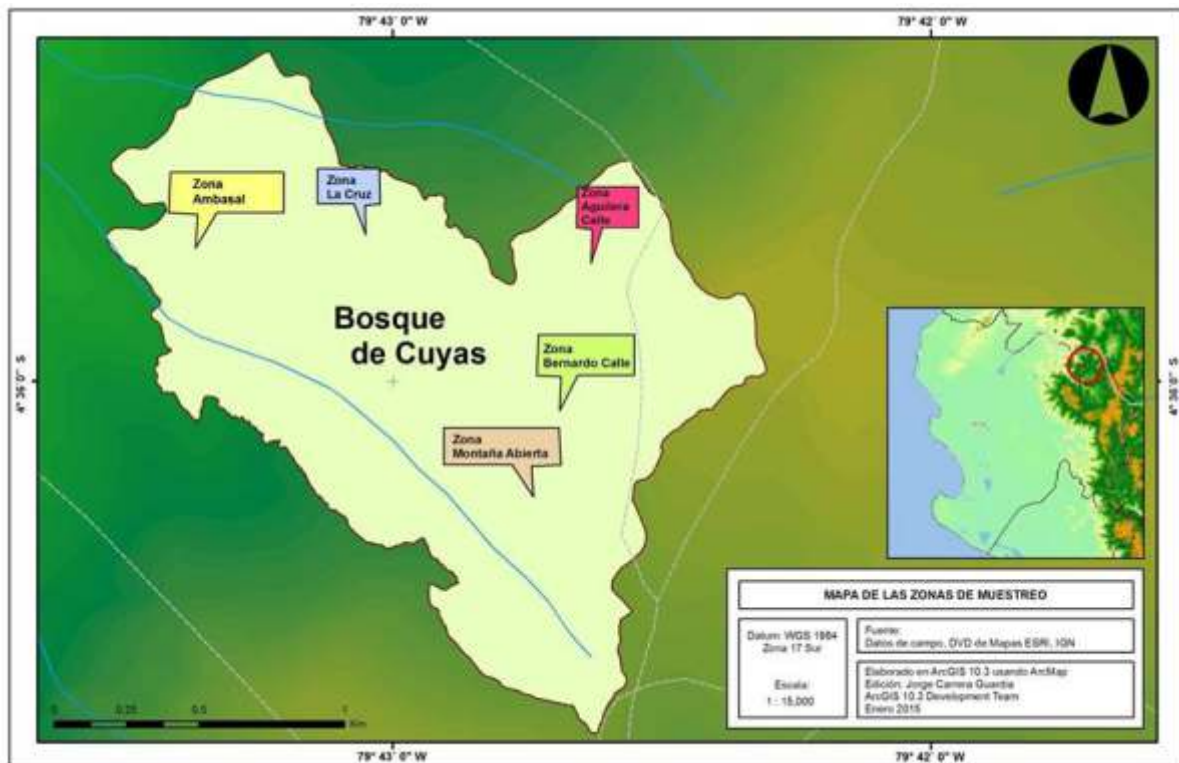 79° 43´ 0" W
79° 42´ 0" W
Zona
Ambasal
Zona
La Cruz
Zona
Aguilera
Calle
Bosque
de Cuyas
Zona
Bernardo Calle
4° 36´0" S
4° 36´0" S
Zona
Montaña Abierta
MAPA DE LAS ZONAS DE MUESTREO
Datum: WGS 1984
Zona 17 Sur
Escala:
1 : 15,000
Fuente:
Datos de campo, DVD de Mapas ESRI, IGN
Elaborado en ArcGIS 10.3 usando ArcMap
Edición: Jorge Carrera Guardia
ArcGIS 10.3 Development Team
Enero 2015
0 0.25 0.5 1
Km
79° 43´ 0" W
79° 42´ 0" W